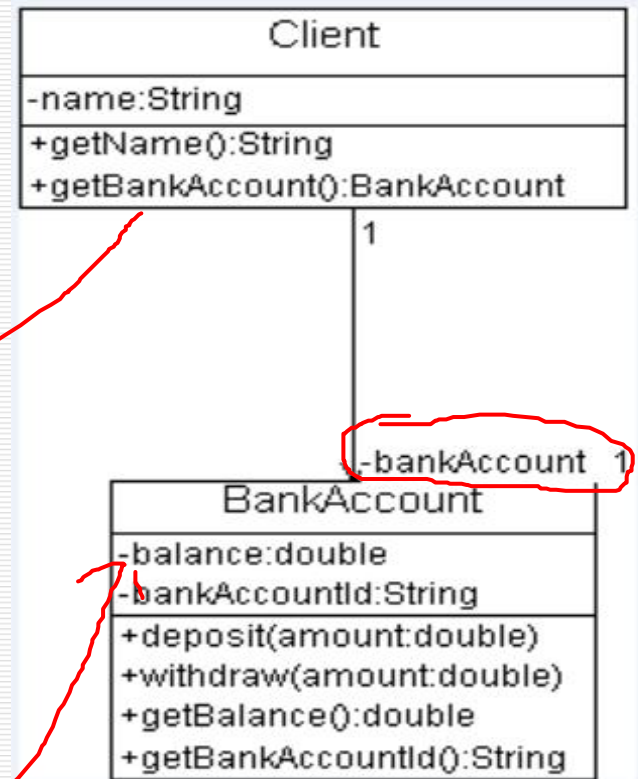 Client
-name:String
+getName():String
+getBankAccount():BankAccount
1
-bankAccount 1
BankAccount
-balance:double
-bankAccountId:String
+deposit(amount:double)
+withdraw(amount:double)
+getBalance():double
+getBankAccountId():String